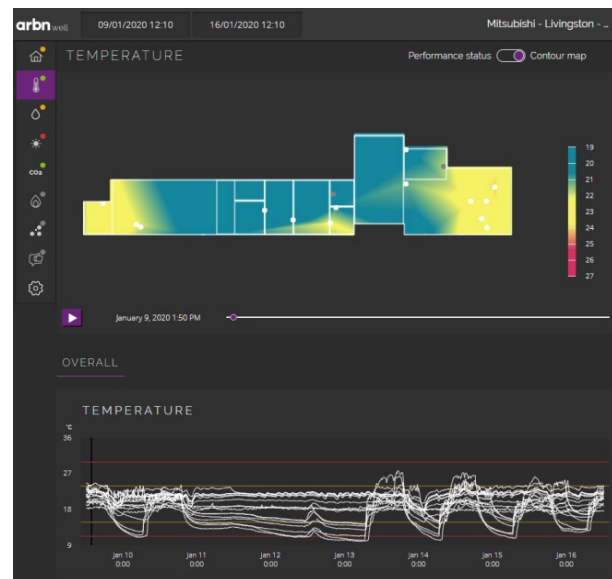 arbn well 09/01/2020 12:10 16/01/2020 12:10 Mitsubishi - Livingston - ..
TEMPERATURE Performance status Contour map
CO2
19
20
21
22
23
24
25
26
27
January 9, 2020 1:50 PM
OVERALL
TEMPERATURE
°C
36
27
18
9
Jan 10 Jan 11 Jan 12 Jan 13 Jan 14 Jan 15 Jan 16
0:00 0:00 0:00 0:00 0:00 0:00 0:00